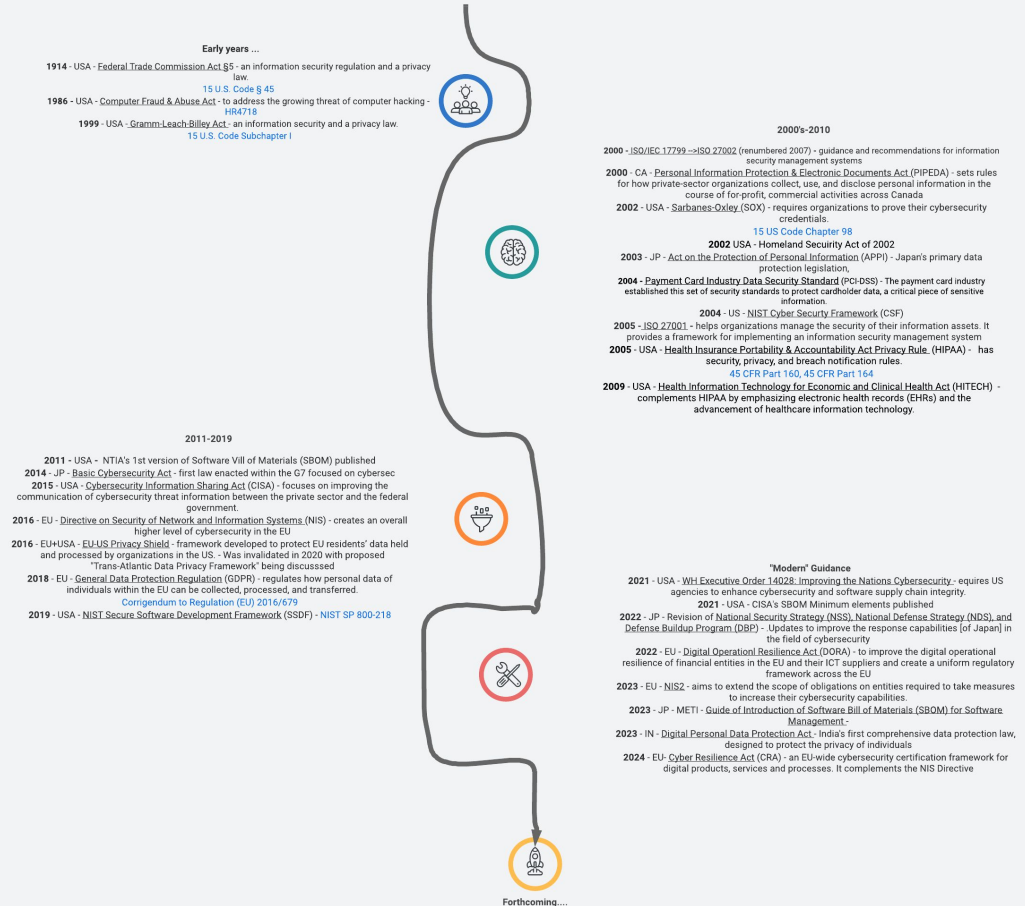 Early years ...
1914 - USA - Federal Trade Commission Act §5 - an information security regulation and a privacy
law.
15 U.S. Code § 45
1986 - USA - Computer Fraud & Abuse Act - to address the growing threat of computer hacking -
HR4718
1999 - USA - Gramm-Leach-Billey Act - an information security and a privacy law.
15 U.S. Code Subchapter I
2000's-2010
2000 - ISO/IEC 17799 -->ISO 27002 (renumbered 2007) - guidance and recommendations for information
security management systems
2000 - CA - Personal Information Protection & Electronic Documents Act (PIPEDA) - sets rules
for how private-sector organizations collect, use, and disclose personal information in the
course of for-profit, commercial activities across Canada
2002 - USA - Sarbanes-Oxley (SOX) - requires organizations to prove their cybersecurity
credentials.
15 US Code Chapter 98
2002 USA - Homeland Secuirity Act of 2002
2003 - JP - Act on the Protection of Personal Information (APPI) - Japan's primary data
protection legislation,
2004 - Payment Card Industry Data Security Standard (PCI-DSS) - The payment card industry
established this set of security standards to protect cardholder data, a critical piece of sensitive
information.
2004 - US - NIST Cyber Securty Framework (CSF)
2005 - ISO 27001 - helps organizations manage the security of their information assets. It
provides a framework for implementing an information security management system
2005 - USA - Health Insurance Portability & Accountability Act Privacy Rule (HIPAA) - has
security, privacy, and breach notification rules.
45 CFR Part 160, 45 CFR Part 164
2009 - USA - Health Information Technology for Economic and Clinical Health Act (HITECH) -
complements HIPAA by emphasizing electronic health records (EHRs) and the
advancement of healthcare information technology.
2011-2019
2011 - USA - NTIA's 1st version of Software Vill of Materials (SBOM) published
2014 - JP - Basic Cybersecurity Act - first law enacted within the G7 focused on cybersec
2015 - USA - Cybersecurity Information Sharing Act (CISA) - focuses on improving the
communication of cybersecurity threat information between the private sector and the federal
government.
2016 - EU - Directive on Security of Network and Information Systems (NIS) - creates an overall
higher level of cybersecurity in the EU
2016 - EU+USA - EU-US Privacy Shield - framework developed to protect EU residents' data held
and processed by organizations in the US. - Was invalidated in 2020 with proposed
"Trans-Atlantic Data Privacy Framework" being discusssed
2018 - EU - General Data Protection Regulation (GDPR) - regulates how personal data of
individuals within the EU can be collected, processed, and transferred.
Corrigendum to Regulation (EU) 2016/679
2019 - USA - NIST Secure Software Development Framework (SSDF) - NIST SP 800-218
"Modern" Guidance
2021 - USA - WH Executive Order 14028: Improving the Nations Cybersecurity - equires US
agencies to enhance cybersecurity and software supply chain integrity.
2021 - USA - CISA's SBOM Minimum elements published
2022 - JP - Revision of National Security Strategy (NSS), National Defense Strategy (NDS), and
Defense Buildup Program (DBP) - .Updates to improve the response capabilities [of Japan] in
the field of cybersecurity
2022 - EU - Digital Operationl Resilience Act (DORA) - to improve the digital operational
resilience of financial entities in the EU and their ICT suppliers and create a uniform regulatory
framework across the EU
2023 - EU - NIS2 - aims to extend the scope of obligations on entities required to take measures
to increase their cybersecurity capabilities.
2023 - JP - METI - Guide of Introduction of Software Bill of Materials (SBOM) for Software
Management -
2023 - IN - Digital Personal Data Protection Act - India's first comprehensive data protection law,
designed to protect the privacy of individuals
2024 - EU- Cyber Resilience Act (CRA) - an EU-wide cybersecurity certification framework for
digital products, services and processes. It complements the NIS Directive
Forthcoming....